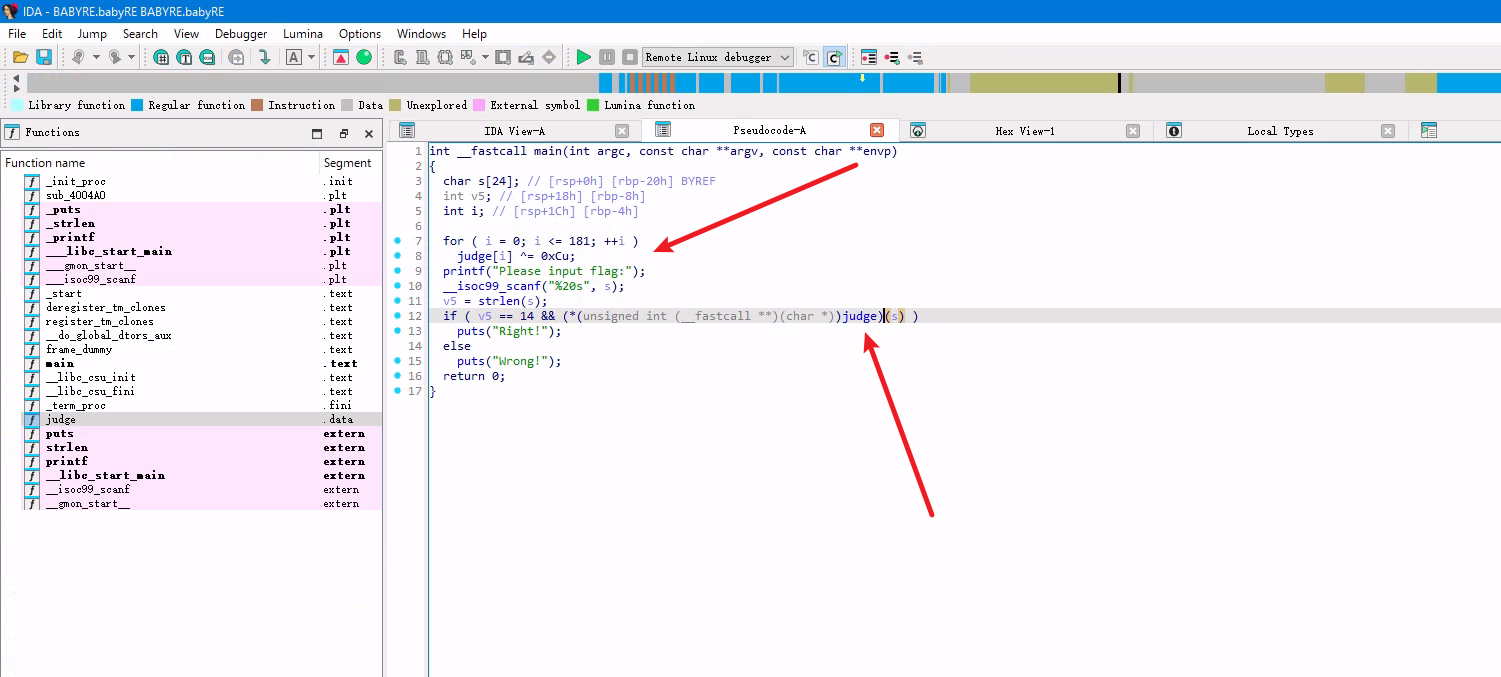 IDA - BABYRE.babyRE BABYRE.babyRE
File Edit Jump Search View Debugger Lumina Options Windows Help
Remote Linux debugger
Library function Regular function Instruction Data Unexplored External symbol Lumina function
Functions
IDA View-A Pseudocode-A Hex View-1 Local Types
Function name Segment
_init_proc .init
sub_4004A0 .plt
_puts .plt
_strlen .plt
_printf .plt
___libc_start_main .plt
___gmon_start__ .plt
___isoc99_scanf .plt
_start .text
deregister_tm_clones .text
register_tm_clones .text
__do_global_dtors_aux .text
frame_dummy .text
main .text
__libc_csu_init .text
__libc_csu_fini .text
_term_proc .fini
judge .data
puts extern
strlen extern
printf extern
__libc_start_main extern
__isoc99_scanf extern
__gmon_start__ extern
1 int __fastcall main(int argc, const char **argv, const char **envp)
2 {
3 char s[24]; // [rsp+0h] [rbp-20h] BYREF
4 int v5; // [rsp+18h] [rbp-8h]
5 int i; // [rsp+1Ch] [rbp-4h]
6
7 for ( i = 0; i <= 181; ++i )
8 judge[i] ^= 0xCu;
9 printf("Please input flag:");
10 __isoc99_scanf("%20s", s);
11 v5 = strlen(s);
12 if ( v5 == 14 && (*(unsigned int (__fastcall **)(char *))judge)(s) )
13 puts("Right!");
14 else
15 puts("Wrong!");
16 return 0;
17 }